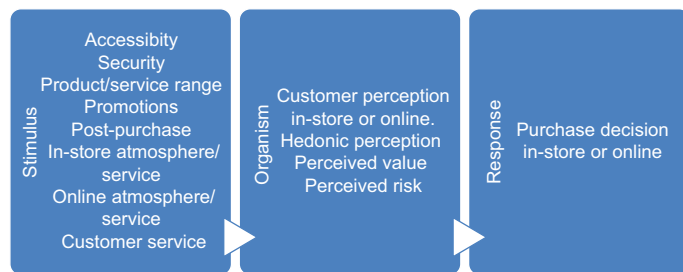 Stimulus
Accessibity
Security
Product/service range
Promotions
Post-purchase
In-store atmosphere/
service
Online atmosphere/
service
Customer service
Organism
Customer perception
in-store or online.
Hedonic perception
Perceived value
Perceived risk
Response
Purchase decision
in-store or online